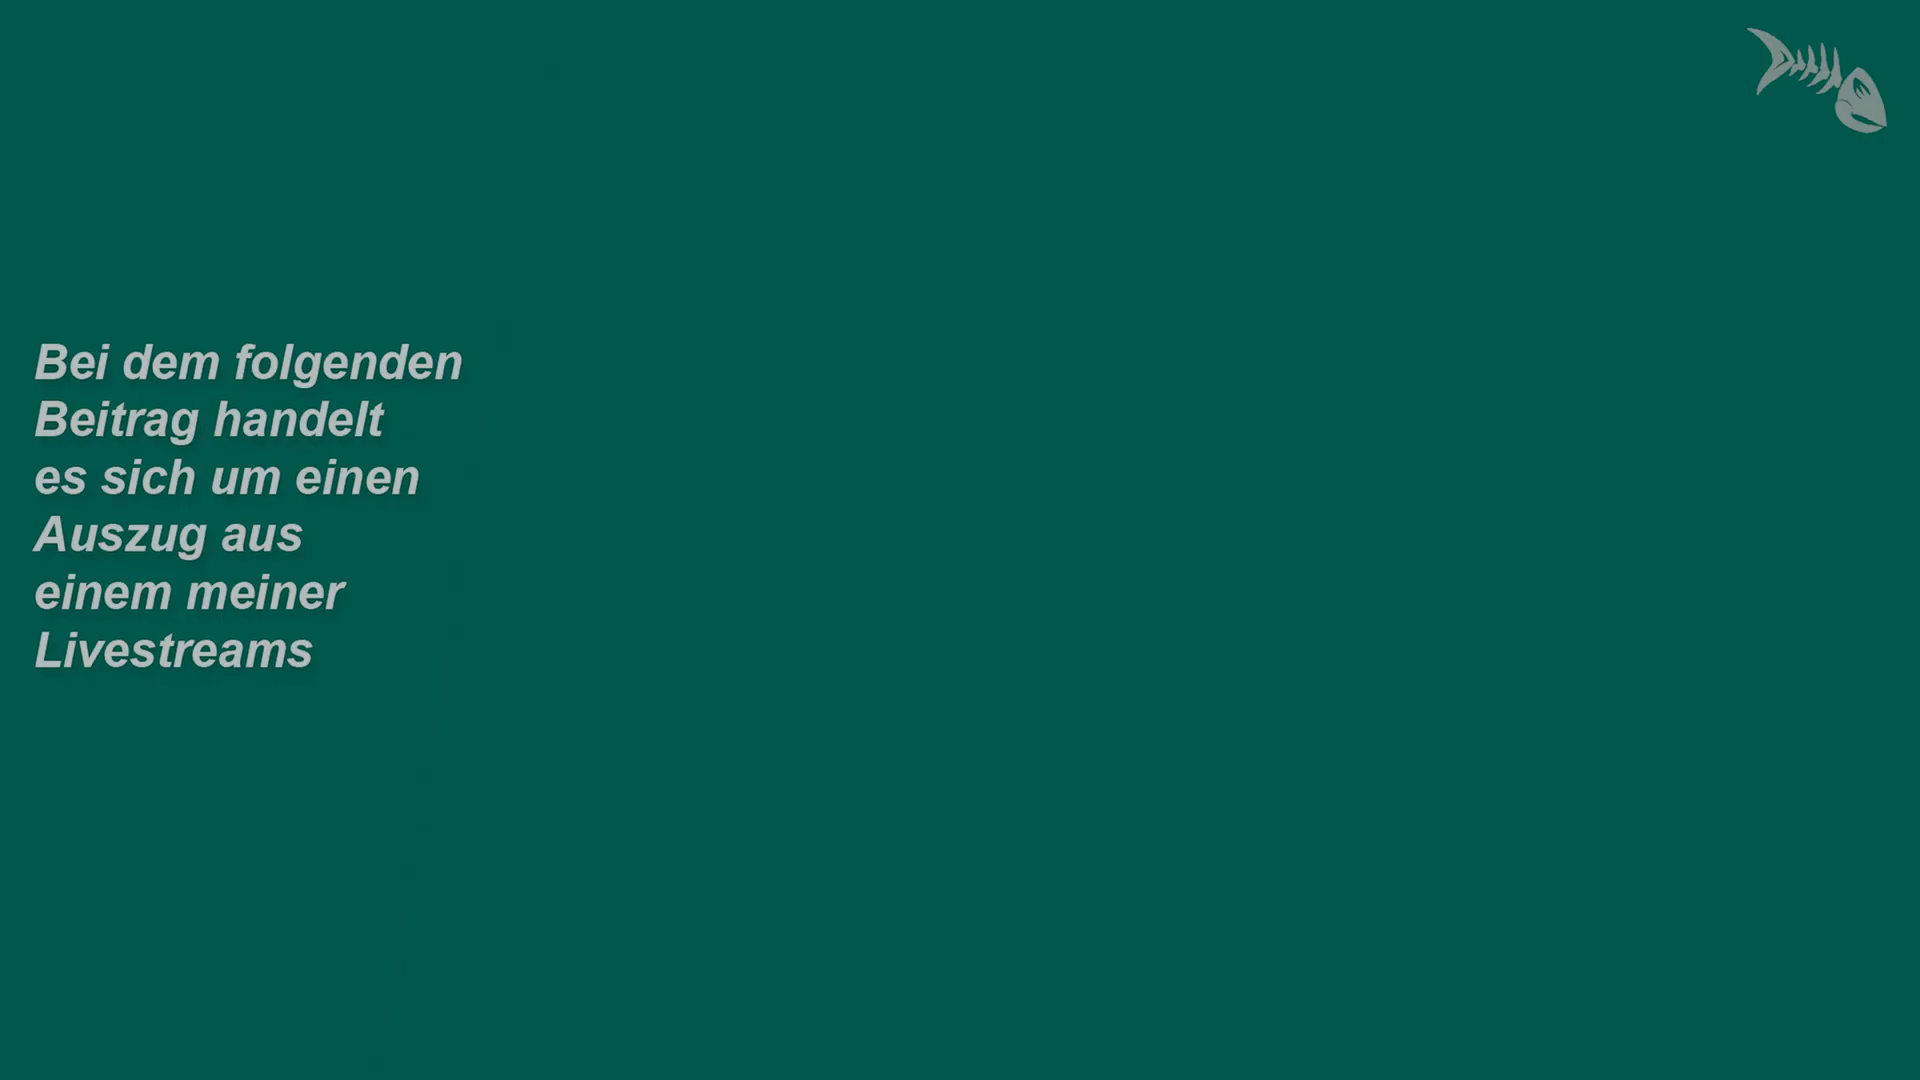 Bei dem folgenden
Beitrag handelt
es sich um einen
Auszug aus
einem meiner
Livestreams